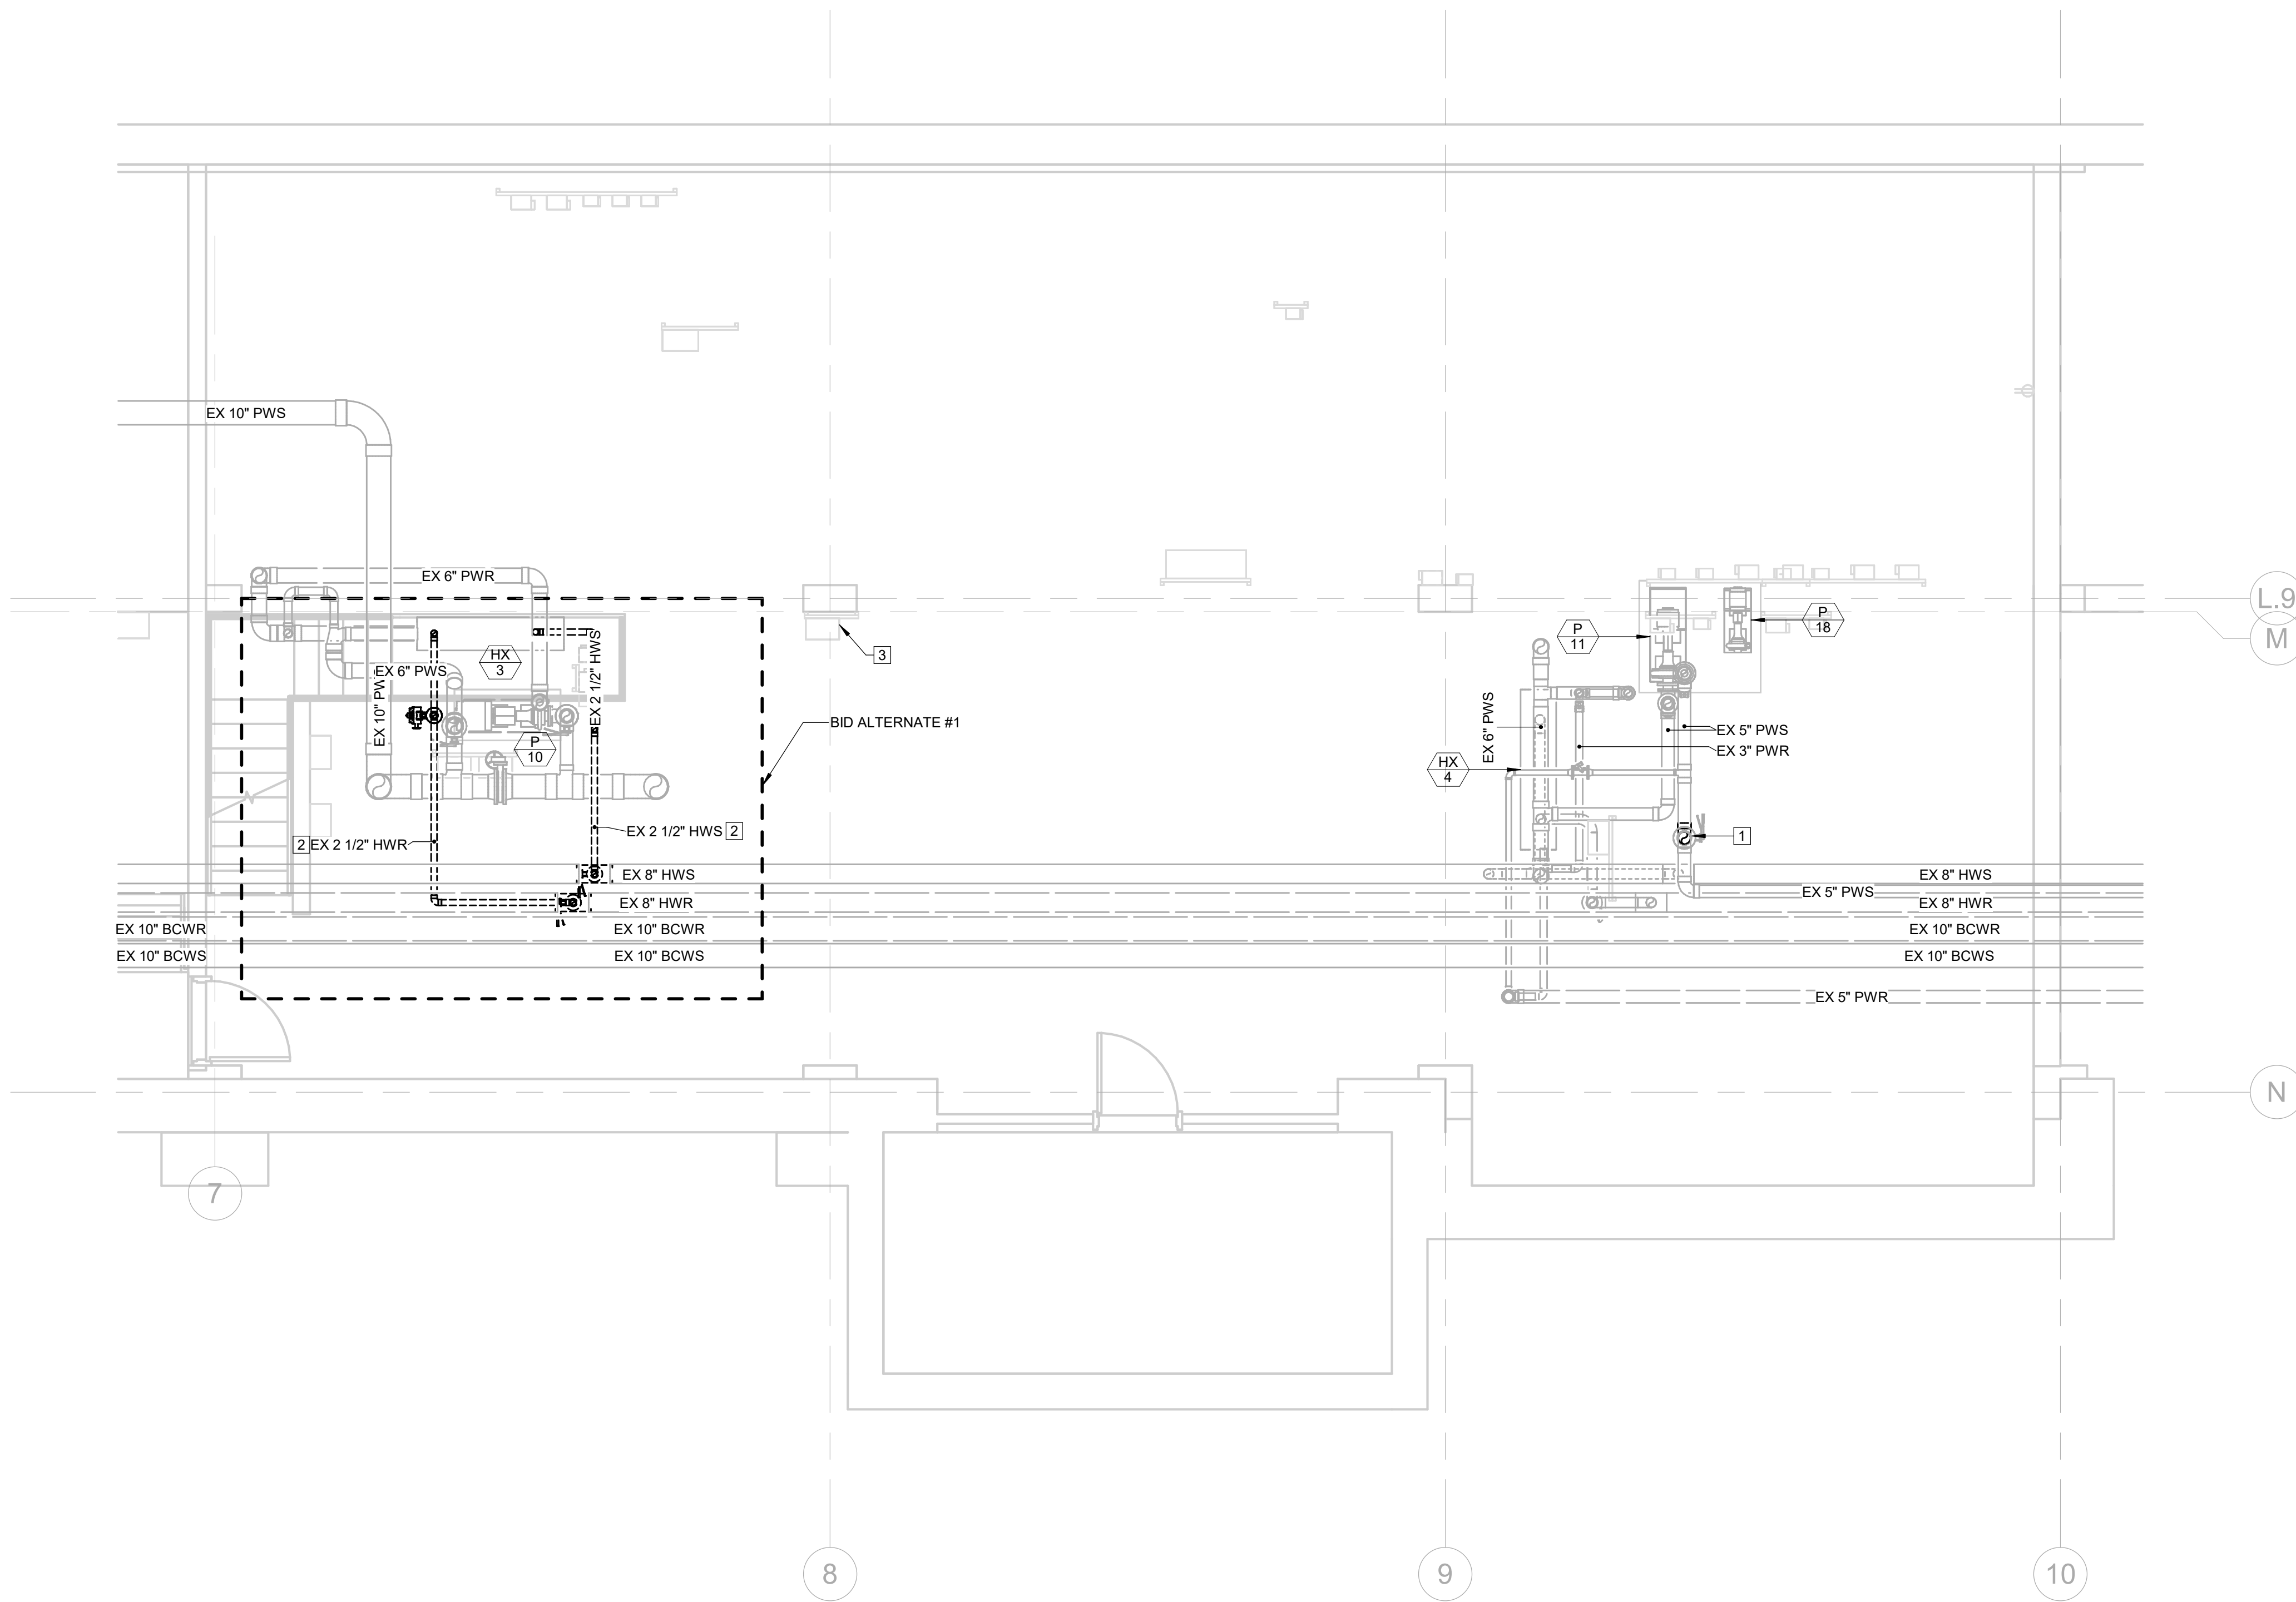 EX 10" PWS
EX 6" PWR
L.9
M
P
11
P
18
3
HX
3
EX 6" PWS
EX 2 1/2" HWS
EX 10" PW
BID ALTERNATE #1
EX 6" PWS
EX 5" PWS
EX 3" PWR
P
10
HX
4
EX 2 1/2" HWS 2
2 EX 2 1/2" HWR
1
EX 8" HWS
EX 8" HWS
EX 5" PWS
EX 8" HWR
EX 8" HWR
EX 10" BCWR
EX 10" BCWR
EX 10" BCWR
EX 10" BCWS
EX 10" BCWS
EX 10" BCWS
EX 5" PWR
N
7
8
9
10